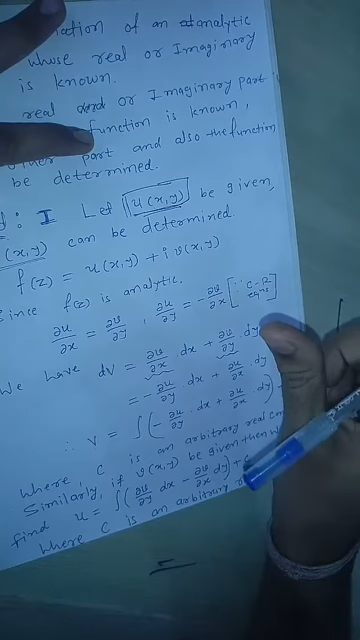 of an analytic
whose real or Imaginary
is known.
real or Imaginary part
function is known,
part and also the function
be determined.
: I Let u(x,y) be given,
(x,y) can be determined.
f(z) = u(x,y) + i v(x,y)
since f(z) is analytic.
∂u/∂x = ∂v/∂y , ∂u/∂y = -∂v/∂x [∵ C-R eqns]
We have dv = ∂v/∂x . dx + ∂v/∂y . dy
= -∂u/∂y . dx + ∂u/∂x . dy
∴ v = ∫(-∂u/∂y . dx + ∂u/∂x dy)
Where, c is an arbitrary real
Similarly, if v(x,y) be given then
find u = ∫(∂v/∂y dx - ∂v/∂x dy) + c
Where c is an arbitrary